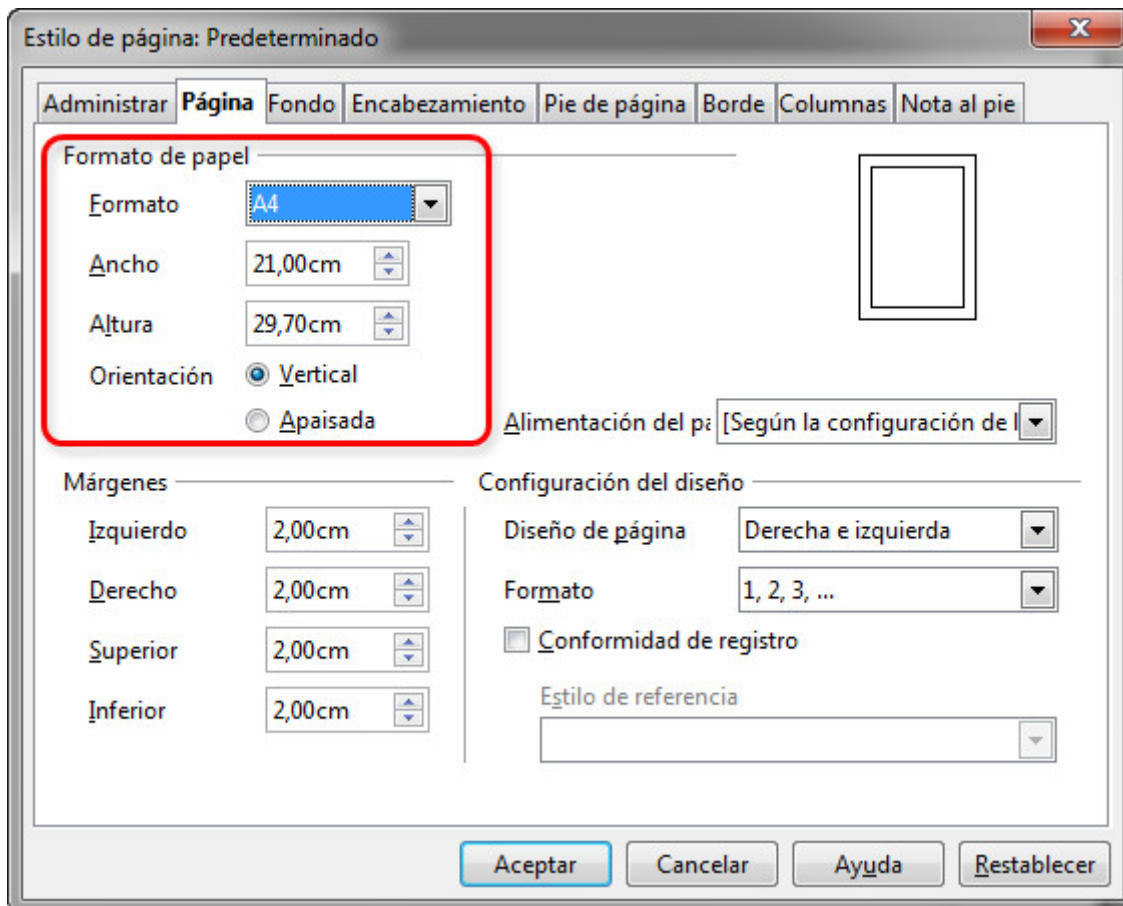 Estilo de página: Predeterminado
Administrar Página Fondo Encabezamiento Pie de página Borde Columnas Nota al pie
Formato de papel
Formato A4
Ancho 21,00cm
Altura 29,70cm
Orientación Vertical
Apaisada
Alimentación del pa [Según la configuración de l
Márgenes
Izquierdo 2,00cm
Derecho 2,00cm
Superior 2,00cm
Inferior 2,00cm
Configuración del diseño
Diseño de página Derecha e izquierda
Formato 1, 2, 3, ...
Conformidad de registro
Estilo de referencia
Aceptar Cancelar Ayuda Restablecer